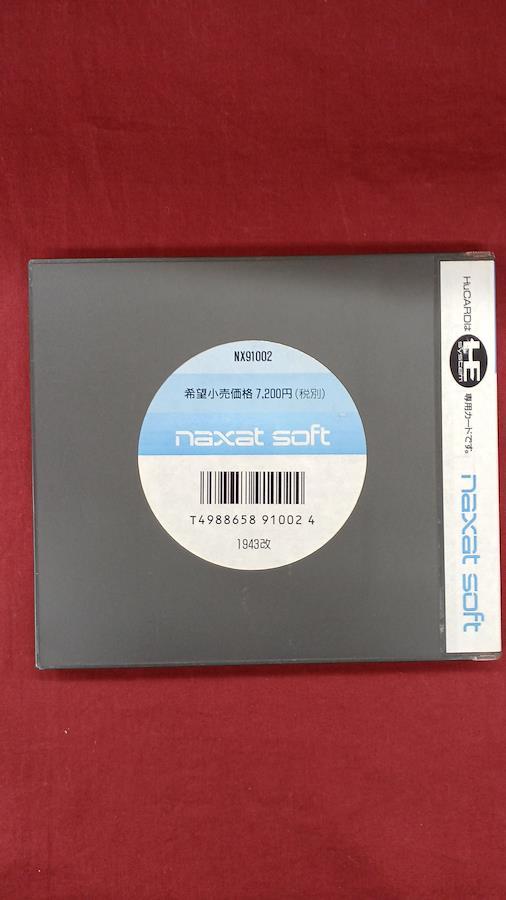 NX91002
希望小売価格 7,200円(税別)
naxat soft
T4988658 91002 4
1943改
HuCARDは HE SYSTEM 専用カードです。
naxat soft